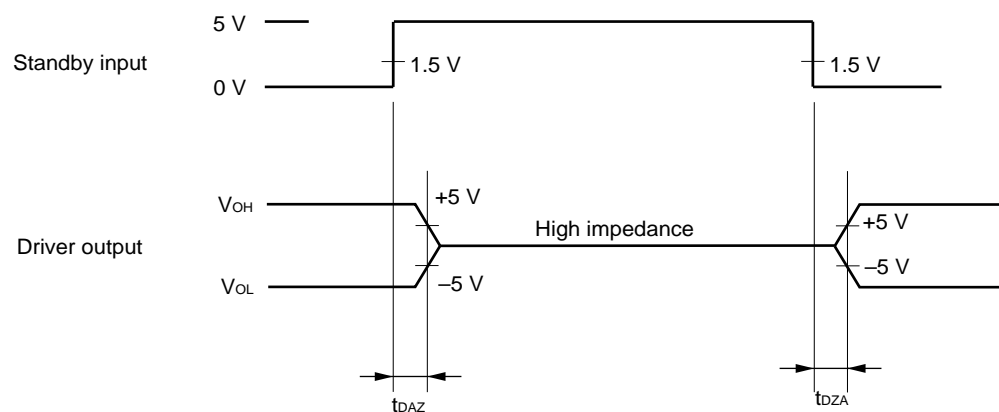 5 V
Standby input
1.5 V
1.5 V
0 V
VOH
+5 V
+5 V
High impedance
Driver output
–5 V
–5 V
VOL
tDAZ
tDZA